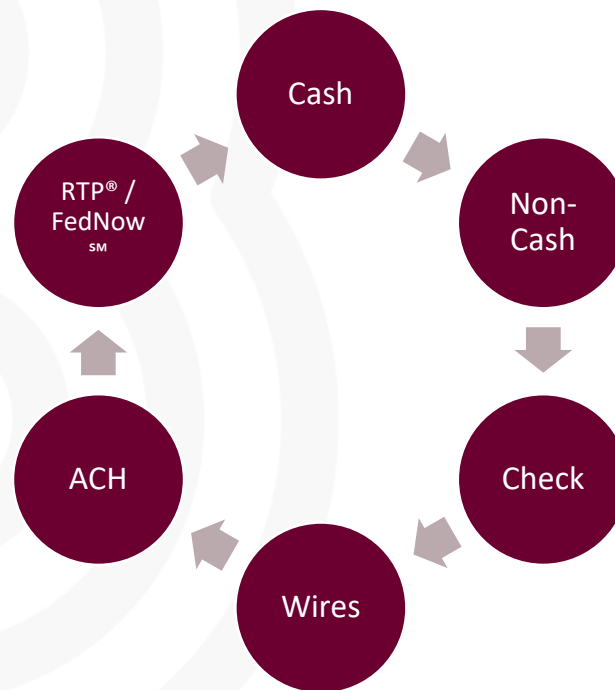 Cash
Non-
Cash
Check
Wires
ACH
RTP® /
FedNow
SM